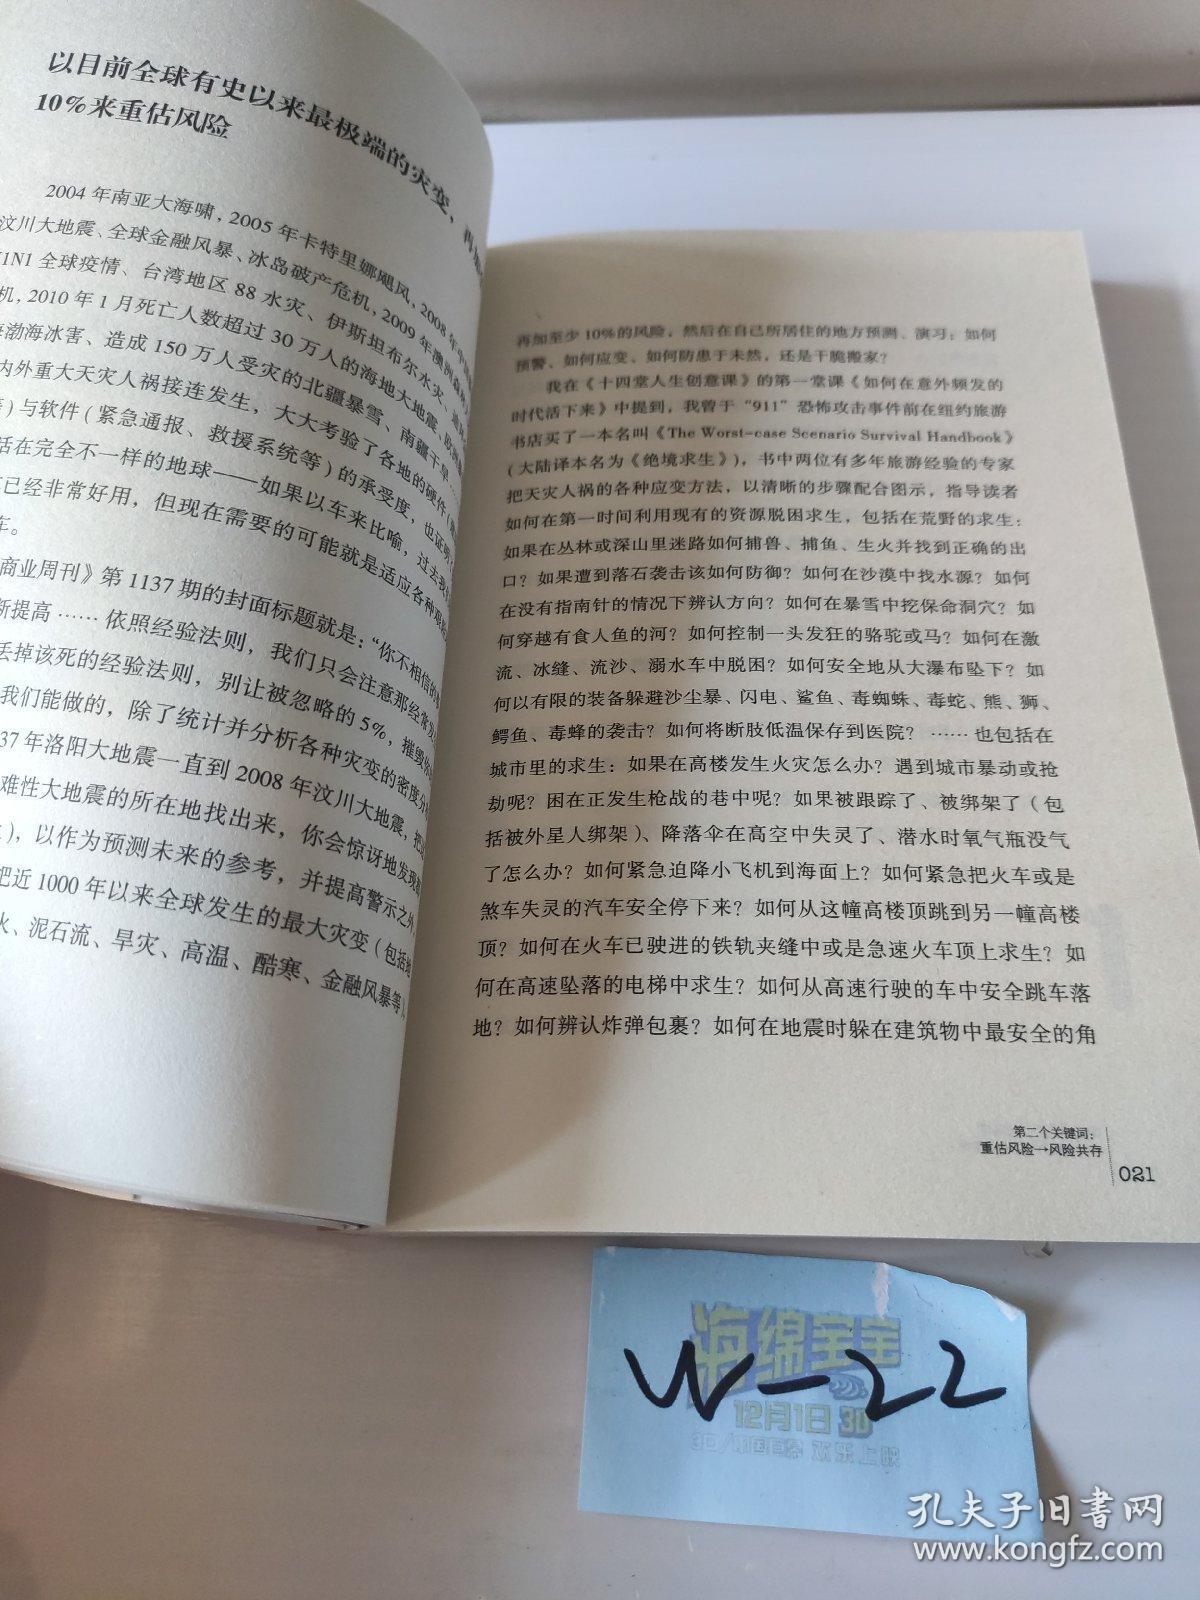 以目前全球有史以来最极端的灾变，再加
10%来重估风险
2004年南亚大海啸，2005年卡特里娜飓风，2008年中国
汶川大地震、全球金融风暴、冰岛破产危机，2009年澳洲森
1N1全球疫情、台湾地区88水灾、伊斯坦布尔水灾、迪
机，2010年1月死亡人数超过30万人的海地大地震、欧洲
渤海冰害、造成150万人受灾的北疆暴雪、南疆干旱……
内外重大天灾人祸接连发生，大大考验了各地的硬件（
）与软件（紧急通报、救援系统等）的承受度，也证明
活在完全不一样的地球——如果以车来比喻，过去我
已经非常好用，但现在需要的可能就是适应各种艰
车。
商业周刊》第1137期的封面标题就是：“你不相信的
断提高……依照经验法则，我们只会注意那经常发
丢掉该死的经验法则，别让被忽略的5%，摧毁
我们能做的，除了统计并分析各种灾变的密度分
37年洛阳大地震一直到2008年汶川大地震，把
难性大地震的所在地找出来，你会惊讶地发现
），以作为预测未来的参考，并提高警示之外，
把近1000年以来全球发生的最大灾变（包括地
火、泥石流、旱灾、高温、酷寒、金融风暴等），
再加至少10%的风险，然后在自己所居住的地方预测、演习：如何
预警、如何应变、如何防患于未然，还是干脆搬家？
我在《十四堂人生创意课》的第一堂课《如何在意外频发的
时代活下来》中提到，我曾于“911”恐怖攻击事件前在纽约旅游
书店买了一本名叫《The Worst-case Scenario Survival Handbook》
（大陆译本名为《绝境求生》），书中两位有多年旅游经验的专家
把天灾人祸的各种应变方法，以清晰的步骤配合图示，指导读者
如何在第一时间利用现有的资源脱困求生，包括在荒野的求生：
如果在丛林或深山里迷路如何捕兽、捕鱼、生火并找到正确的出
口？如果遭到落石袭击该如何防御？如何在沙漠中找水源？如何
在没有指南针的情况下辨认方向？如何在暴雪中挖保命洞穴？如
何穿越有食人鱼的河？如何控制一头发狂的骆驼或马？如何在激
流、冰缝、流沙、溺水车中脱困？如何安全地从大瀑布坠下？如
何以有限的装备躲避沙尘暴、闪电、鲨鱼、毒蜘蛛、毒蛇、熊、狮、
鳄鱼、毒蜂的袭击？如何将断肢低温保存到医院？……也包括在
城市里的求生：如果在高楼发生火灾怎么办？遇到城市暴动或抢
劫呢？困在正发生枪战的巷中呢？如果被跟踪了、被绑架了（包
括被外星人绑架）、降落伞在高空中失灵了、潜水时氧气瓶没气
了怎么办？如何紧急迫降小飞机到海面上？如何紧急把火车或是
煞车失灵的汽车安全停下来？如何从这幢高楼顶跳到另一幢高楼
顶？如何在火车已驶进的铁轨夹缝中或是急速火车顶上求生？如
何在高速坠落的电梯中求生？如何从高速行驶的车中安全跳车落
地？如何辨认炸弹包裹？如何在地震时躲在建筑物中最安全的角
第二个关键词：
重估风险→风险共存
021
海绵宝宝
W-22
12月1日 3D
3D/中国巨幕 欢乐上映
孔夫子旧书网
www.kongfz.com